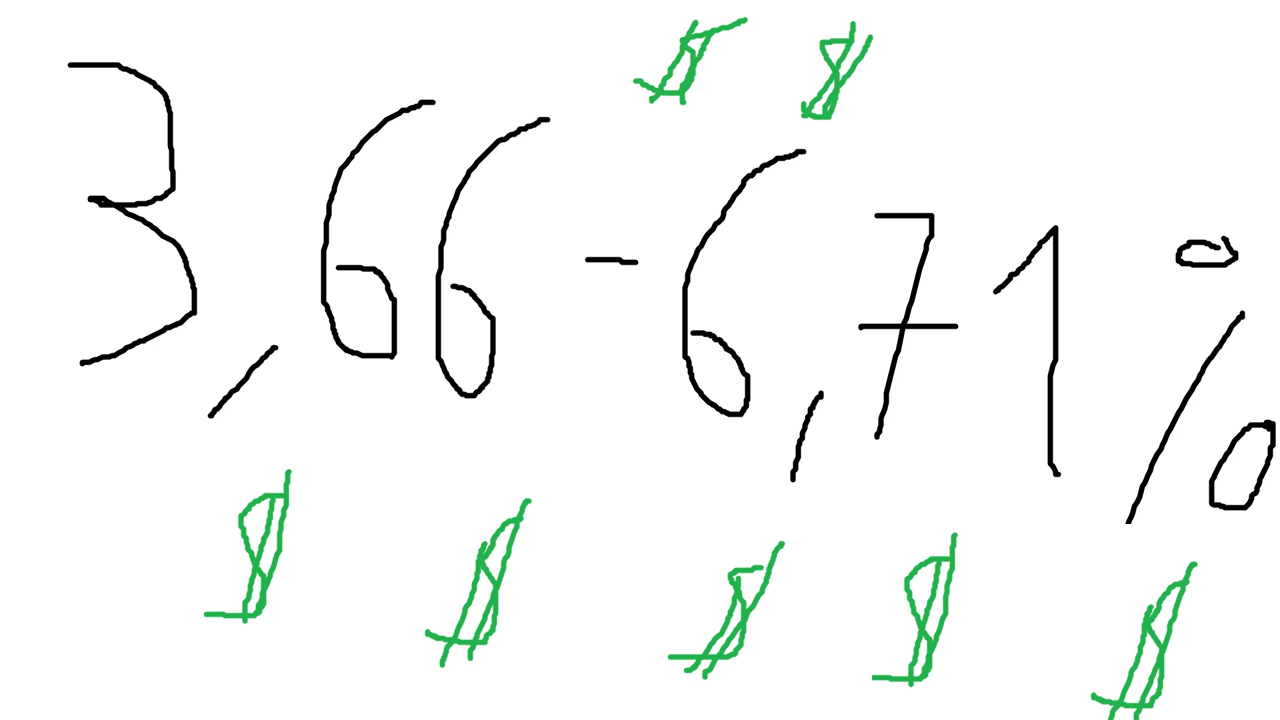 $ $
3,66-6,71%
$ $ $ $ $